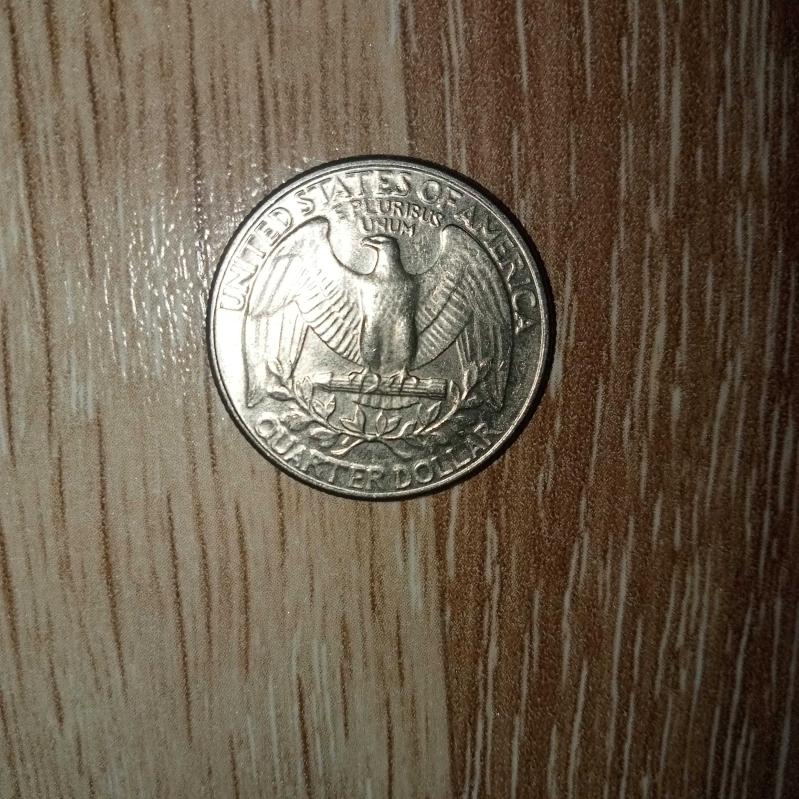 UNITED STATES OF AMERICA
E PLURIBUS
UNUM
QUARTER DOLLAR